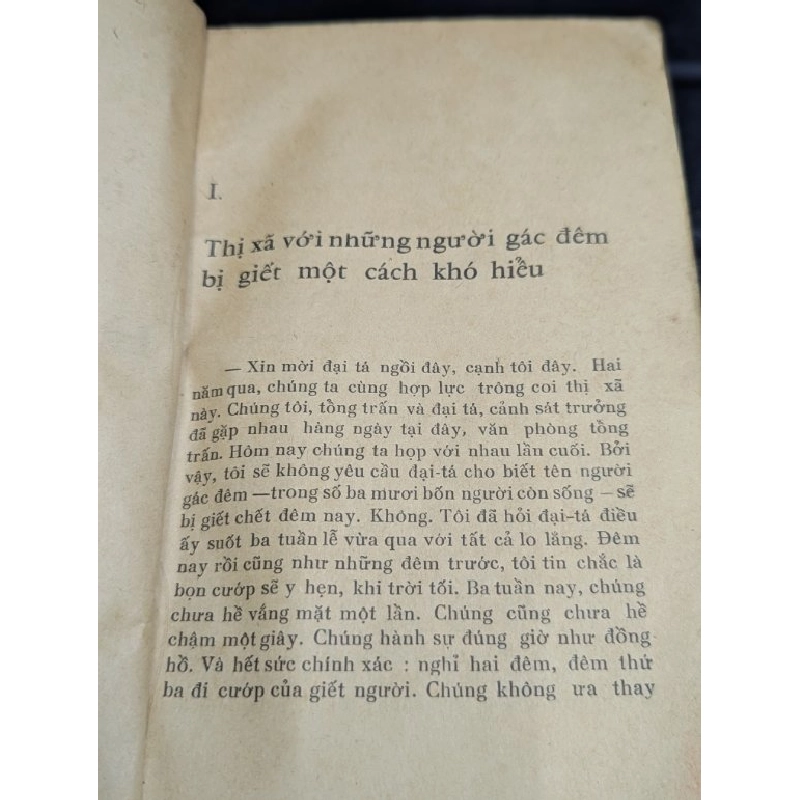 I.
Thị xã với những người gác đêm
bị giết một cách khó hiểu
— Xin mời đại tá ngồi đây, cạnh tôi đây. Hai
năm qua, chúng ta cùng hợp lực trông coi thị xã
này. Chúng tôi, tổng trấn và đại tá, cảnh sát trưởng
đã gặp nhau hàng ngày tại đây, văn phòng tổng
trấn. Hôm nay chúng ta họp với nhau lần cuối. Bởi
vậy, tôi sẽ không yêu cầu đại-tá cho biết tên người
gác đêm —trong số ba mươi bốn người còn sống — sẽ
bị giết chết đêm nay. Không. Tôi đã hỏi đại-tá điều
ấy suốt ba tuần lễ vừa qua với tất cả lo lắng. Đêm
nay rồi cũng như những đêm trước, tôi tin chắc là
bọn cướp sẽ y hẹn, khi trời tối. Ba tuần nay, chúng
chưa hề vắng mặt một lần. Chúng cũng chưa hề
chậm một giây. Chúng hành sự đúng giờ như đồng
hồ. Và hết sức chính xác : nghỉ hai đêm, đêm thứ
ba đi cướp của giết người. Chúng không ưa thay